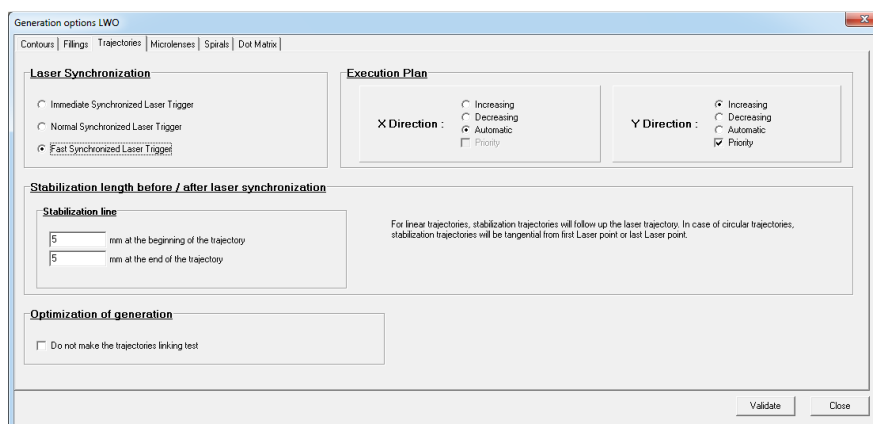 Generation options LWO
Contours Fillings Trajectories Microlenses Spirals Dot Matrix
Laser Synchronization
Immediate Synchronized Laser Trigger
Normal Synchronized Laser Trigger
Fast Synchronized Laser Trigger
Execution Plan
X Direction :
Increasing
Decreasing
Automatic
Priority
Y Direction :
Increasing
Decreasing
Automatic
Priority
Stabilization length before / after laser synchronization
Stabilization line
5 mm at the beginning of the trajectory
5 mm at the end of the trajectory
For linear trajectories, stabilization trajectories will follow up the laser trajectory. In case of circular trajectories,
stabilization trajectories will be tangential from first Laser point or last Laser point.
Optimization of generation
Do not make the trajectories linking test
Validate Close